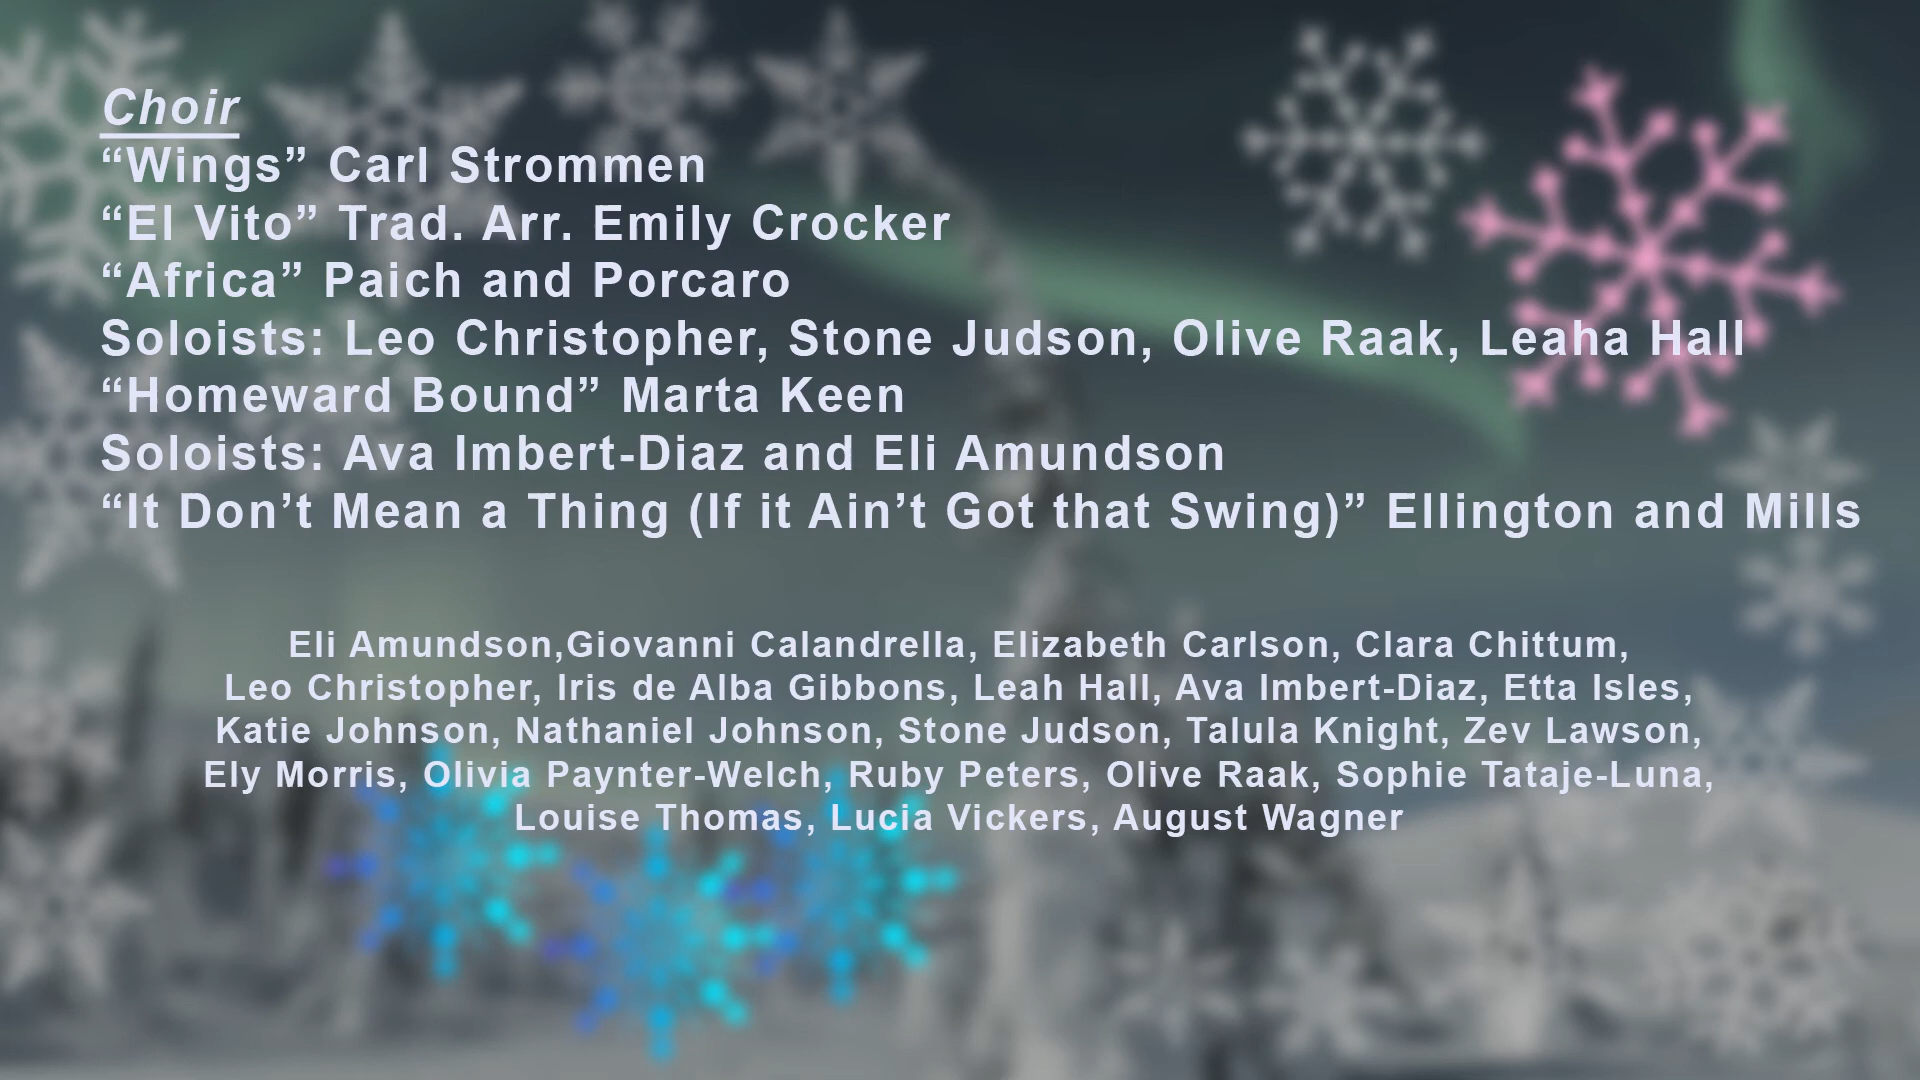 Choir
“Wings” Carl Strommen
“El Vito” Trad. Arr. Emily Crocker
“Africa” Paich and Porcaro
Soloists: Leo Christopher, Stone Judson, Olive Raak, Leaha Hall
“Homeward Bound” Marta Keen
Soloists: Ava Imbert-Diaz and Eli Amundson
“It Don’t Mean a Thing (If it Ain’t Got that Swing)” Ellington and Mills
Eli Amundson,Giovanni Calandrella, Elizabeth Carlson, Clara Chittum,
Leo Christopher, Iris de Alba Gibbons, Leah Hall, Ava Imbert-Diaz, Etta Isles,
Katie Johnson, Nathaniel Johnson, Stone Judson, Talula Knight, Zev Lawson,
Ely Morris, Olivia Paynter-Welch, Ruby Peters, Olive Raak, Sophie Tataje-Luna,
Louise Thomas, Lucia Vickers, August Wagner